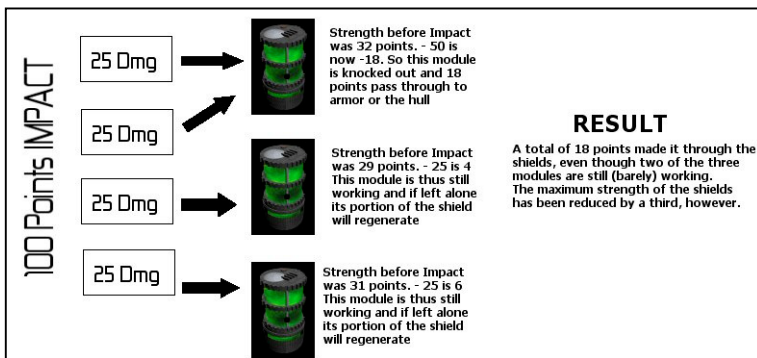 100 Points IMPACT
25 Dmg
25 Dmg
25 Dmg
25 Dmg
Strength before Impact
was 32 points. - 50 is
now -18. So this module
is knocked out and 18
points pass through to
armor or the hull
Strength before Impact
was 29 points. - 25 is 4
This module is thus still
working and if left alone
its portion of the shield
will regenerate
Strength before Impact
was 31 points. - 25 is 6
This module is thus still
working and if left alone
its portion of the shield
will regenerate
RESULT
A total of 18 points made it through the
shields, even though two of the three
modules are still (barely) working.
The maximum strength of the shields
has been reduced by a third, however.